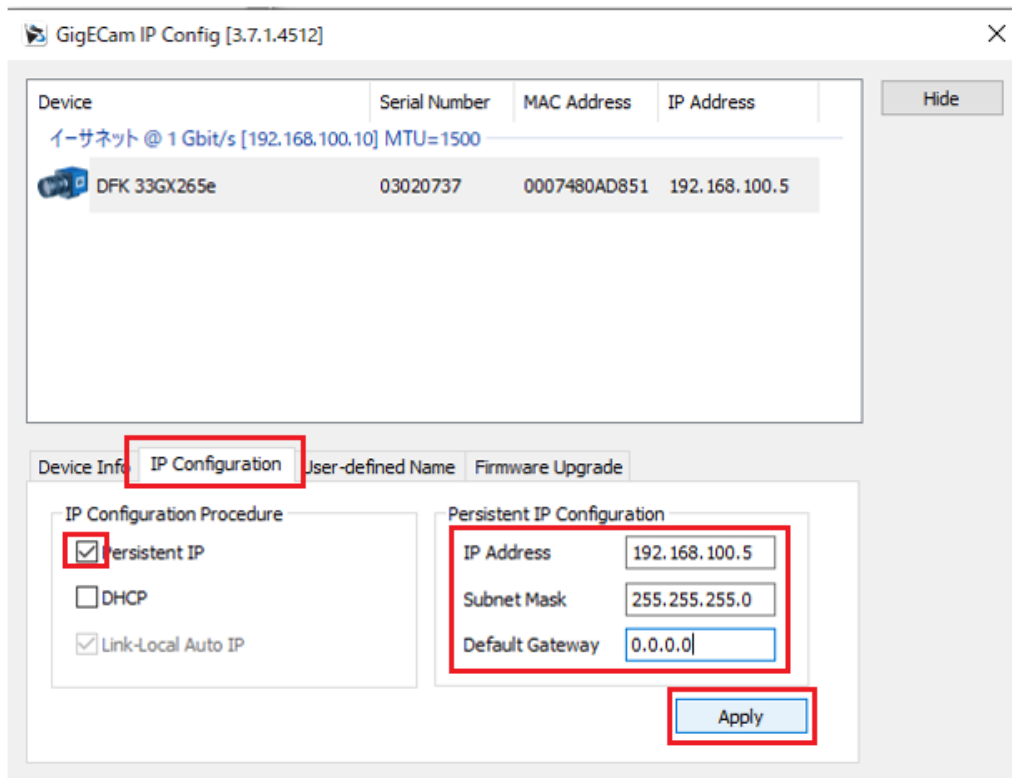 GigECam IP Config [3.7.1.4512]
Device Serial Number MAC Address IP Address
Hide
イーサネット @ 1 Gbit/s [192.168.100.10] MTU=1500
DFK 33GX265e 03020737 0007480AD851 192.168.100.5
Device Info IP Configuration User-defined Name Firmware Upgrade
IP Configuration Procedure
Persistent IP
DHCP
Link-Local Auto IP
Persistent IP Configuration
IP Address 192.168.100.5
Subnet Mask 255.255.255.0
Default Gateway 0.0.0.0
Apply